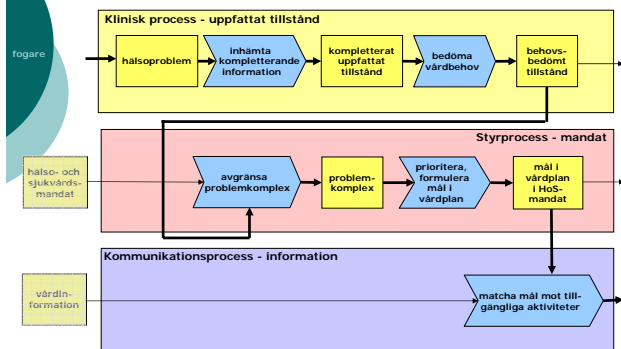 Klinisk process - uppfattat tillstånd
fogare
hälsoproblem
inhämta
kompletterande
information
kompletterat
uppfattat
tillstånd
bedöma
vårdbehov
behovs-
bedömt
tillstånd
Styrprocess - mandat
hälso- och
sjukvårds-
mandat
avgränsa
problemkomplex
problem-
komplex
prioritera,
formulera
mål i
vårdplan
mål i
vårdplan
i HoS-
mandat
Kommunikationsprocess - information
vårdin-
formation
matcha mål mot till-
gängliga aktiviteter